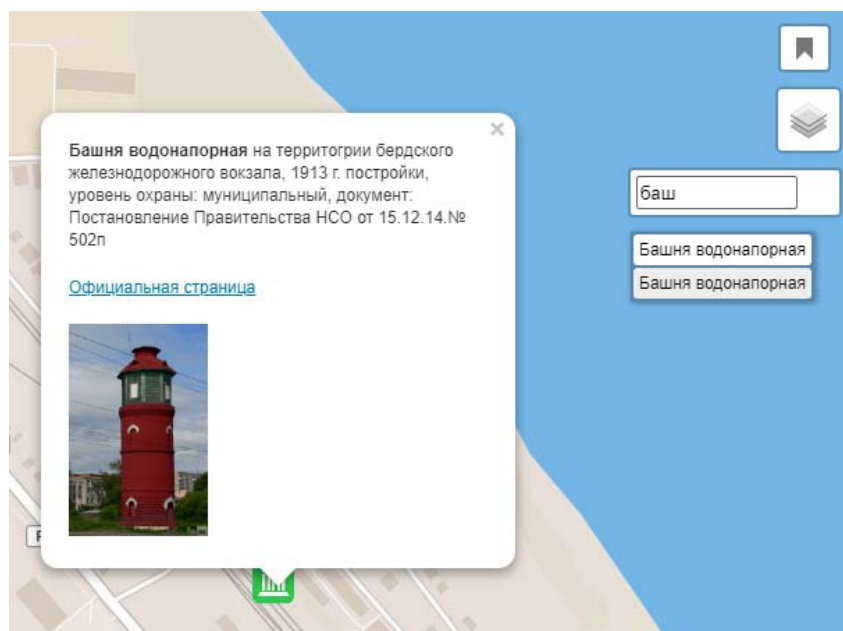 Башня водонапорная на территогрии бердского
железнодорожного вокзала, 1913 г. постройки,
уровень охраны: муниципальный, документ:
Постановление Правительства НСО от 15.12.14.№
502п
Официальная страница
баш
Башня водонапорная
Башня водонапорная